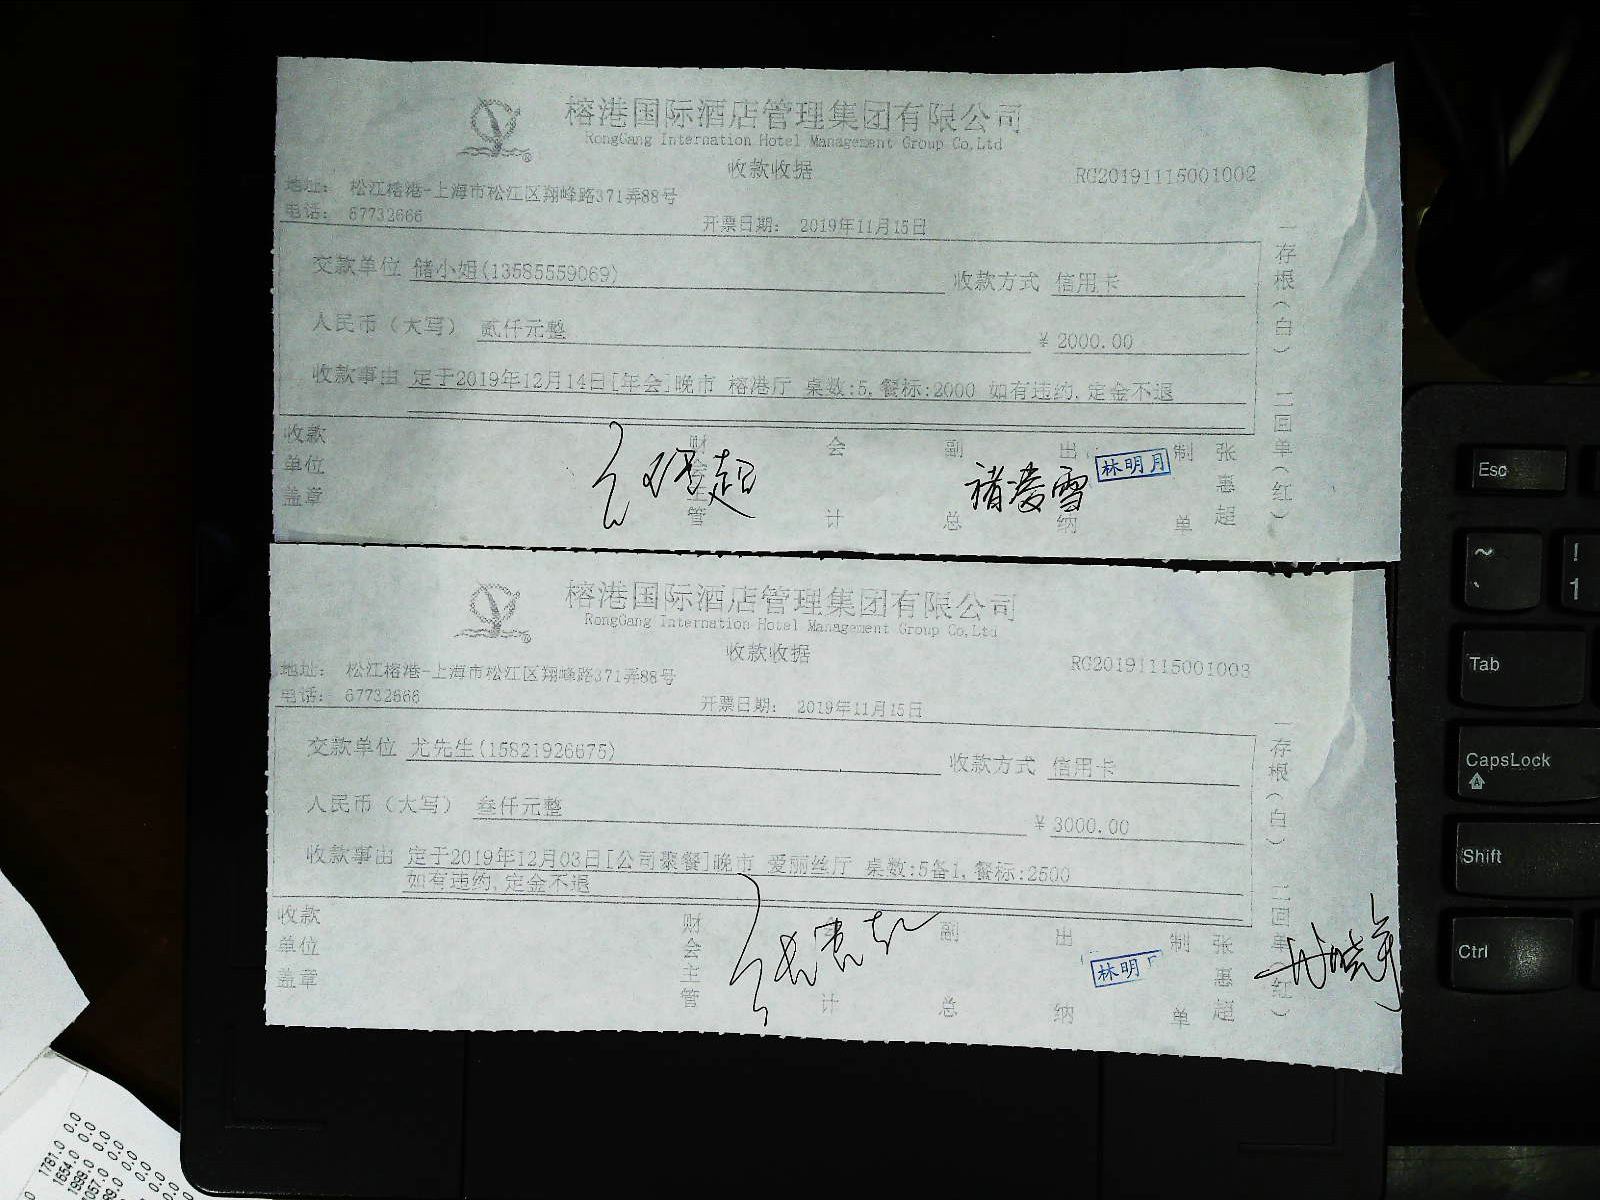 榕港国际酒店管理集团有限公司
RongGang Internation Hotel Management Group Co,Ltd
收款收据
RG20191115001002
地址： 松江榕港-上海市松江区翔峰路371弄88号
电话： 67732666
开票日期： 2019年11月15日
交款单位 储小姐(13585559069) 收款方式 信用卡
人民币（大写） 贰仟元整 ¥ 2000.00
收款事由 定于2019年12月14日[年会]晚市 榕港厅 桌数:5,餐标:2000 如有违约,定金不退
收款单位盖章 财会主管 会计 副总 出纳 制单 张惠超
褚凌雪
林明月
一存根（白） 二回单（红）
榕港国际酒店管理集团有限公司
RongGang Internation Hotel Management Group Co,Ltd
收款收据
RG20191115001003
地址： 松江榕港-上海市松江区翔峰路371弄88号
电话： 67732666
开票日期： 2019年11月15日
交款单位 尤先生(15821926675) 收款方式 信用卡
人民币（大写） 叁仟元整 ¥ 3000.00
收款事由 定于2019年12月03日[公司聚餐]晚市 爱丽丝厅 桌数:5备1,餐标:2500
如有违约,定金不退
收款单位盖章 财会主管 会计 副总 出纳 制单 张惠超
林明
一存根（白） 二回单（红）
Esc
~
`
!
1
Tab
CapsLock
Shift
Ctrl
1781.0 0.0